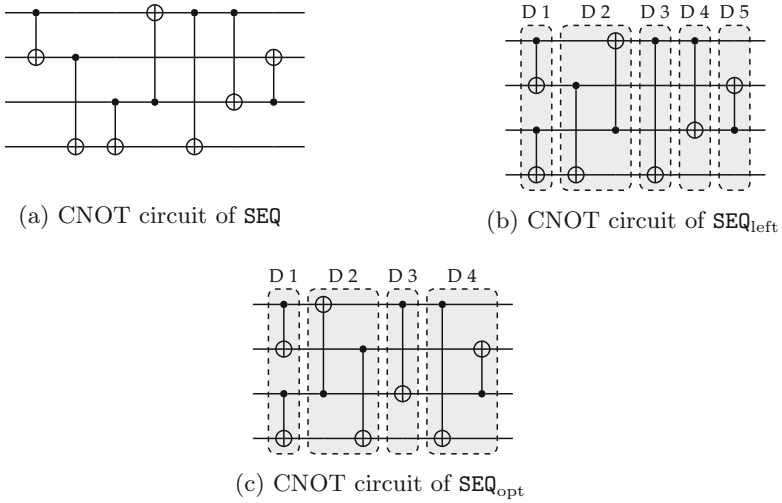 D 1 D 2 D 3 D 4 D 5
(a) CNOT circuit of SEQ
(b) CNOT circuit of SEQleft
D 1 D 2 D 3 D 4
(c) CNOT circuit of SEQopt